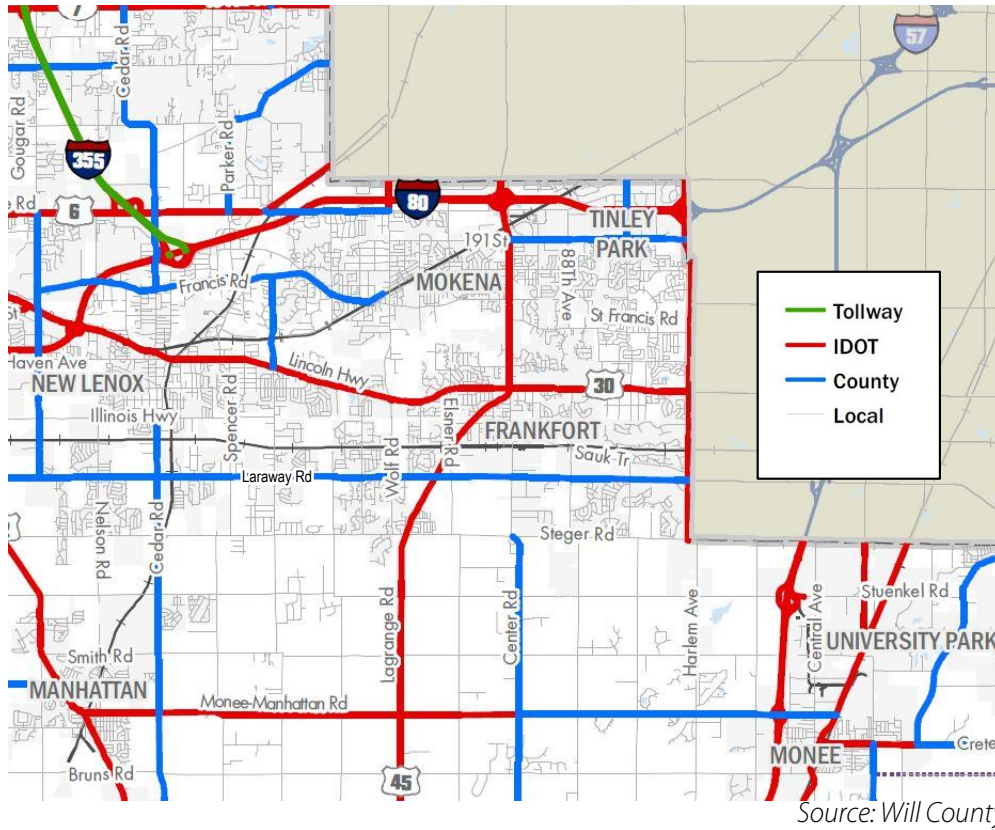 7
57
Cedar Rd
Gougar Rd
Parker Rd
355
80
6
TINLEY
PARK
191St
88Th Ave
Francis Rd
MOKENA
St Francis Rd
Tollway
IDOT
County
Local
Haven Ave
NEW LENOX
Lincoln Hwy
30
Illinois Hwy
Spencer Rd
Wolf Rd
Elsner Rd
FRANKFORT
Sauk Tr
Laraway Rd
Nelson Rd
Cedar Rd
Steger Rd
Lagrange Rd
Center Rd
Harlem Ave
Central Ave
Stuenkel Rd
UNIVERSITY PARK
Smith Rd
MANHATTAN
Monee-Manhattan Rd
MONEE
Crete
Bruns Rd
45
Source: Will County